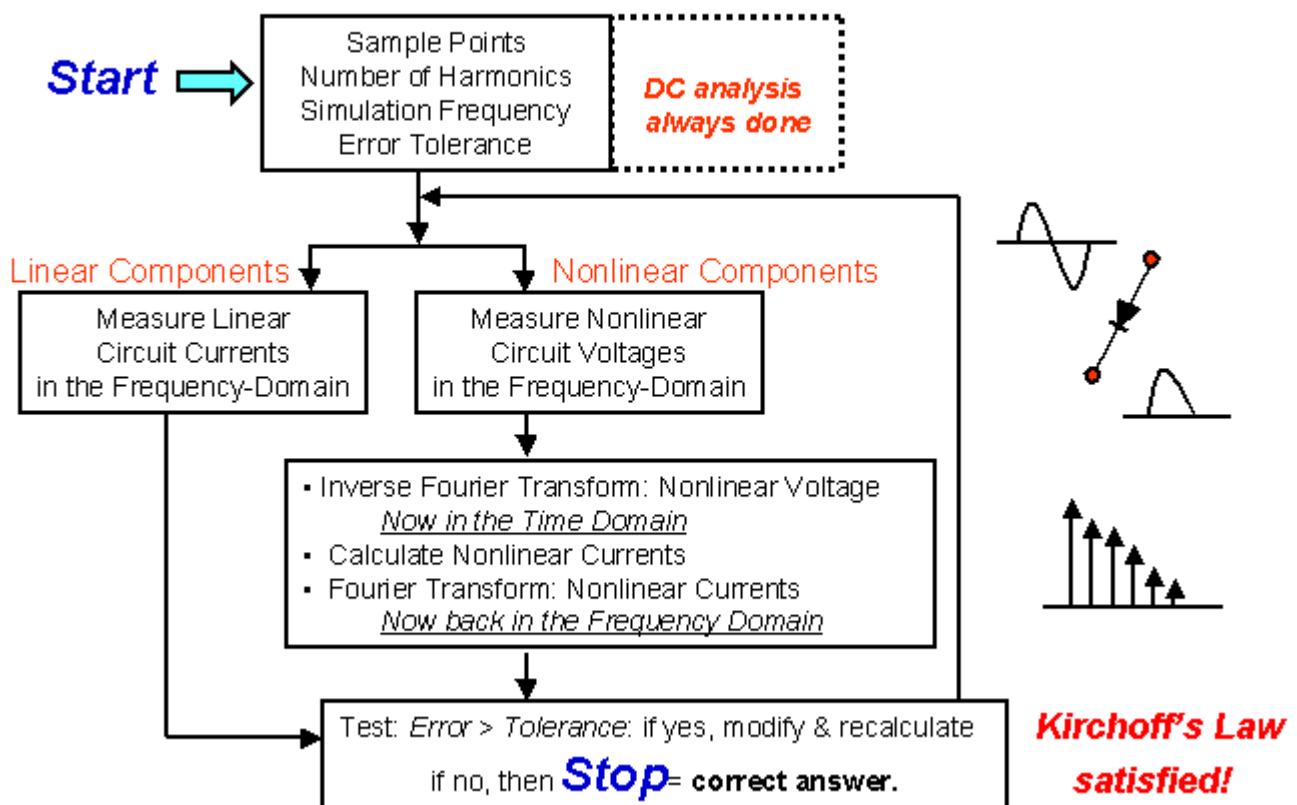 Start
Sample Points
Number of Harmonics
Simulation Frequency
Error Tolerance
DC analysis
always done
Linear Components
Nonlinear Components
Measure Linear
Circuit Currents
in the Frequency-Domain
Measure Nonlinear
Circuit Voltages
in the Frequency-Domain
▪ Inverse Fourier Transform: Nonlinear Voltage
Now in the Time Domain
▪ Calculate Nonlinear Currents
▪ Fourier Transform: Nonlinear Currents
Now back in the Frequency Domain
Test: Error > Tolerance: if yes, modify & recalculate
if no, then Stop= correct answer.
Kirchoff's Law
satisfied!